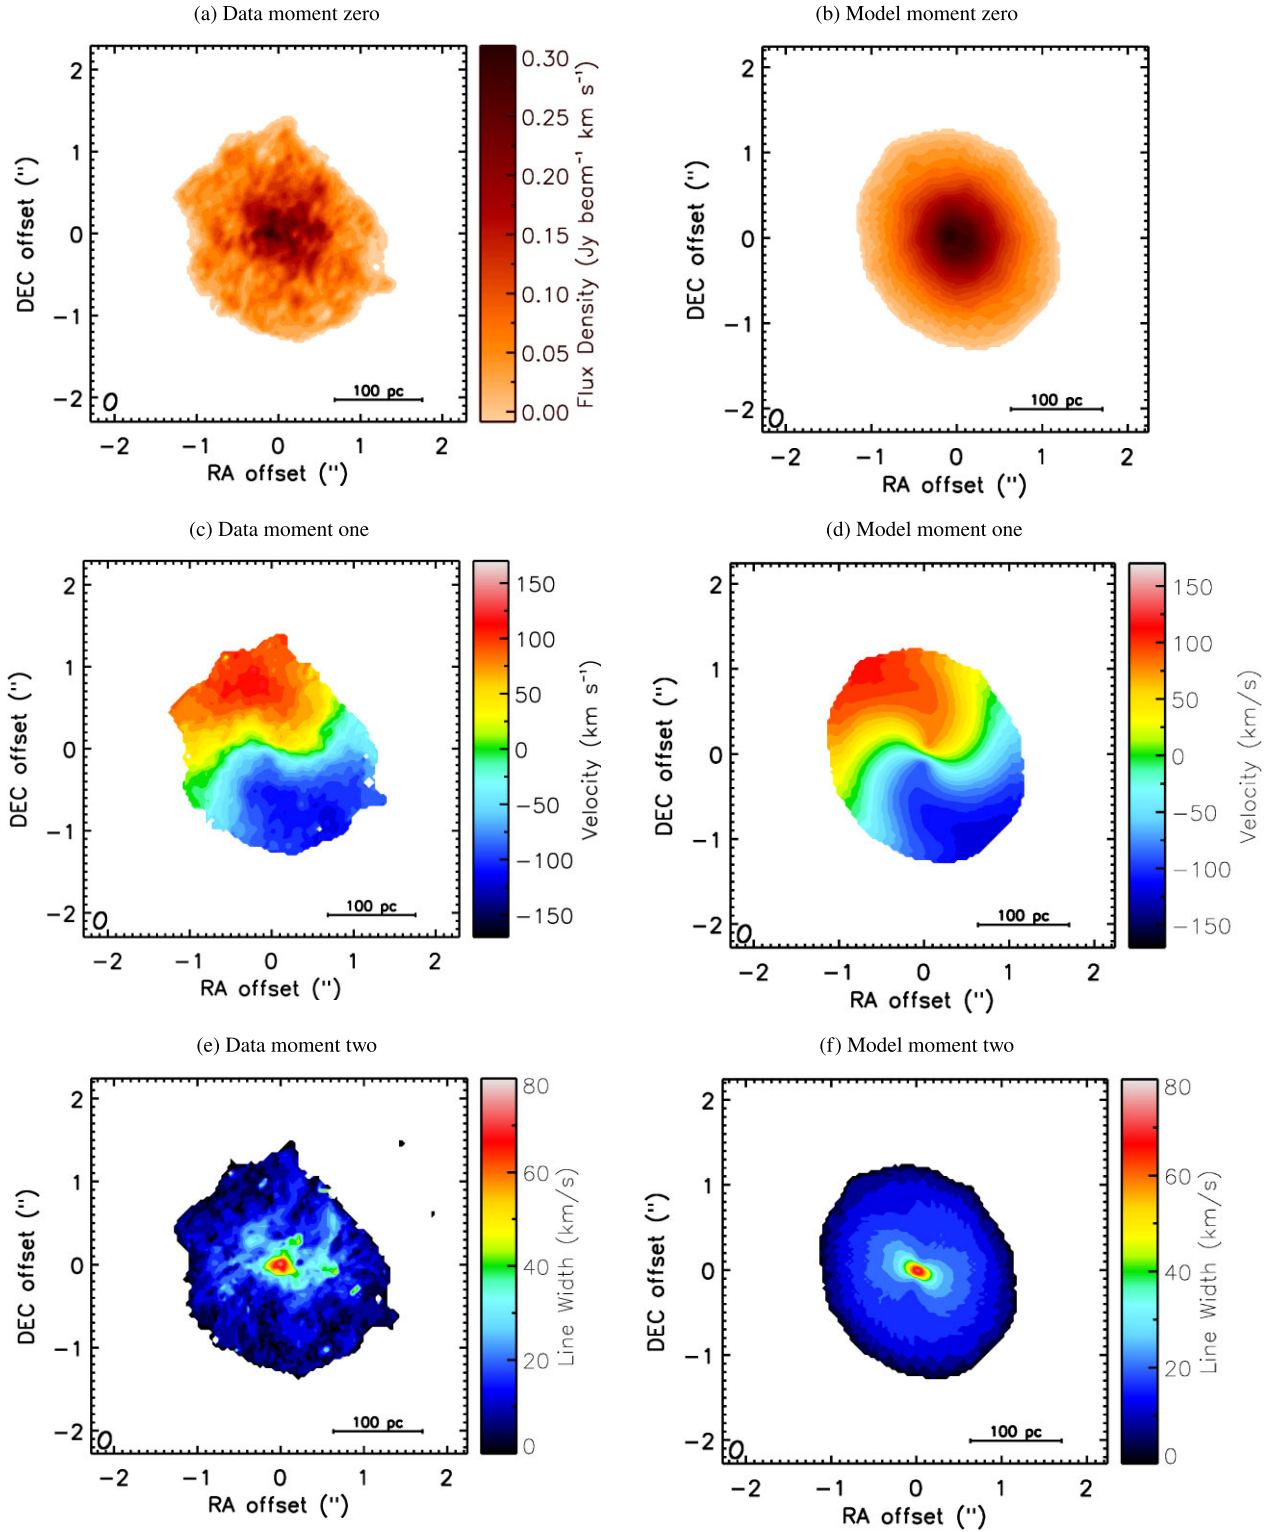 (a) Data moment zero
2
1
0
−1
−2
DEC offset (")
−2 −1 0 1 2
RA offset (")
100 pc
0.30
0.25
0.20
0.15
0.10
0.05
0.00
Flux Density (Jy beam⁻¹ km s⁻¹)
(b) Model moment zero
2
1
0
−1
−2
DEC offset (")
−2 −1 0 1 2
RA offset (")
100 pc
(c) Data moment one
2
1
0
−1
−2
DEC offset (")
−2 −1 0 1 2
RA offset (")
100 pc
150
100
50
0
−50
−100
−150
Velocity (km s⁻¹)
(d) Model moment one
2
1
0
−1
−2
DEC offset (")
−2 −1 0 1 2
RA offset (")
100 pc
150
100
50
0
−50
−100
−150
Velocity (km/s)
(e) Data moment two
2
1
0
−1
−2
DEC offset (")
−2 −1 0 1 2
RA offset (")
100 pc
80
60
40
20
0
Line Width (km/s)
(f) Model moment two
2
1
0
−1
−2
DEC offset (")
−2 −1 0 1 2
RA offset (")
100 pc
80
60
40
20
0
Line Width (km/s)